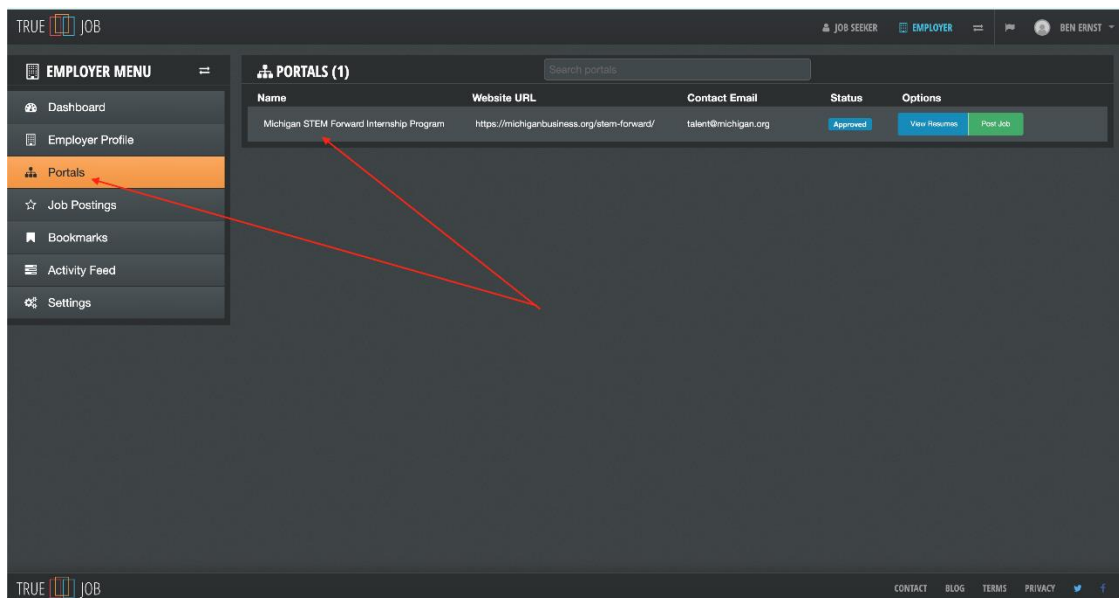 TRUE JOB
JOB SEEKER EMPLOYER BEN ERNST
EMPLOYER MENU
Dashboard
Employer Profile
Portals
Job Postings
Bookmarks
Activity Feed
Settings
PORTALS (1)
Search portals
Name Website URL Contact Email Status Options
Michigan STEM Forward Internship Program https://michiganbusiness.org/stem-forward/ talent@michigan.org Approved View Resumes Post Job
TRUE JOB
CONTACT BLOG TERMS PRIVACY